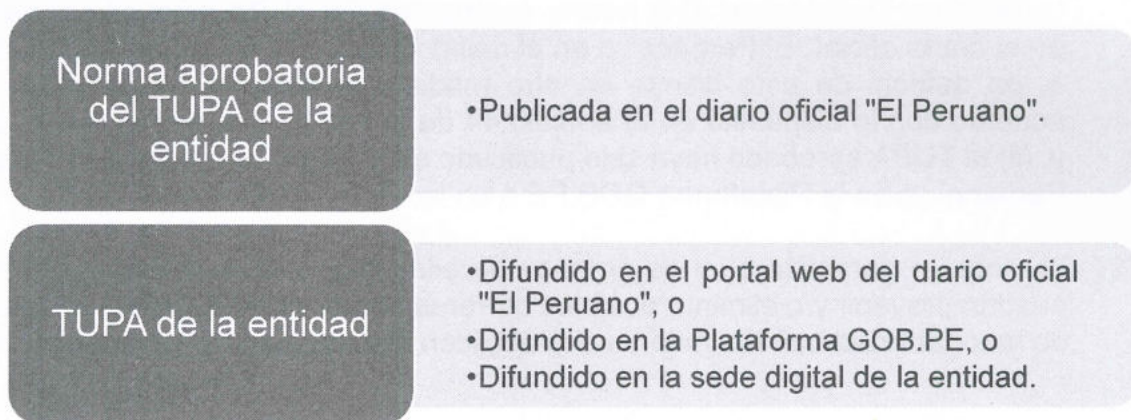 Norma aprobatoria
del TUPA de la
entidad
•Publicada en el diario oficial "El Peruano".
TUPA de la entidad
•Difundido en el portal web del diario oficial
"El Peruano", o
•Difundido en la Plataforma GOB.PE, o
•Difundido en la sede digital de la entidad.